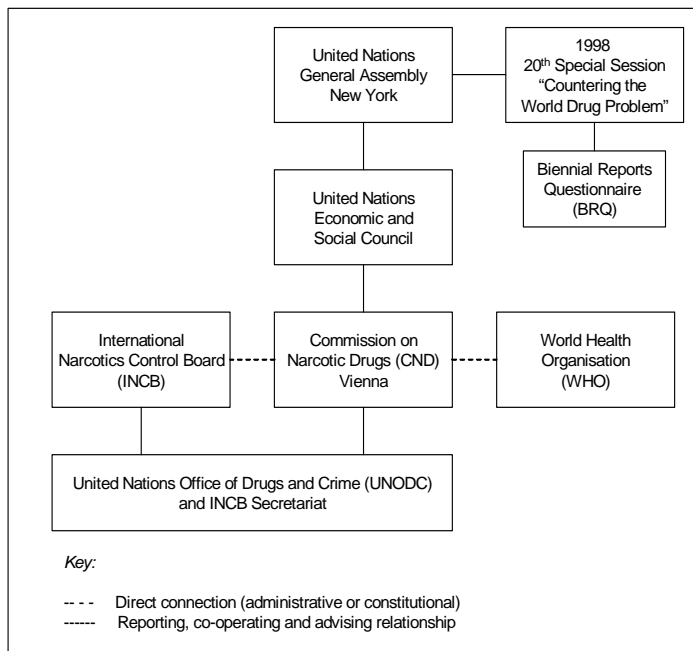 United Nations
General Assembly
New York
1998
20th Special Session
“Countering the
World Drug Problem”
Biennial Reports
Questionnaire
(BRQ)
United Nations
Economic and
Social Council
International
Narcotics Control Board
(INCB)
Commission on
Narcotic Drugs (CND)
Vienna
World Health
Organisation
(WHO)
United Nations Office of Drugs and Crime (UNODC)
and INCB Secretariat
Key:
-- - - Direct connection (administrative or constitutional)
------ Reporting, co-operating and advising relationship